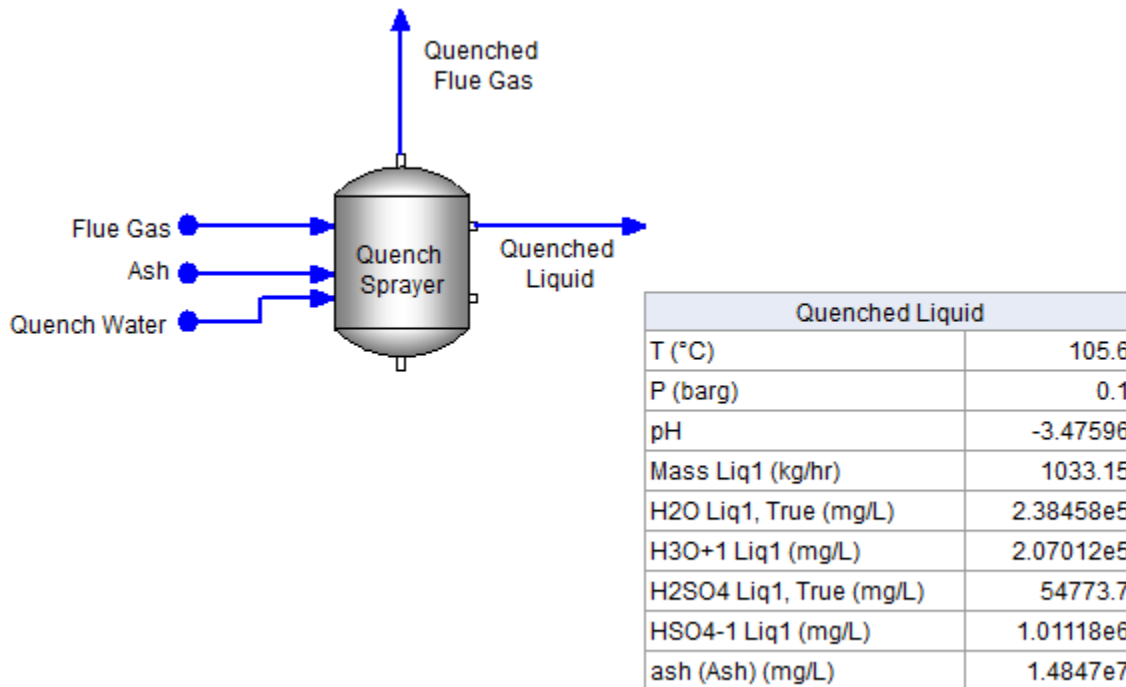 Quenched
Flue Gas
Flue Gas
Ash
Quench Water
Quench
Sprayer
Quenched
Liquid
Quenched Liquid
T (°C) 105.6
P (barg) 0.1
pH -3.47596
Mass Liq1 (kg/hr) 1033.15
H2O Liq1, True (mg/L) 2.38458e5
H3O+1 Liq1 (mg/L) 2.07012e5
H2SO4 Liq1, True (mg/L) 54773.7
HSO4-1 Liq1 (mg/L) 1.01118e6
ash (Ash) (mg/L) 1.4847e7